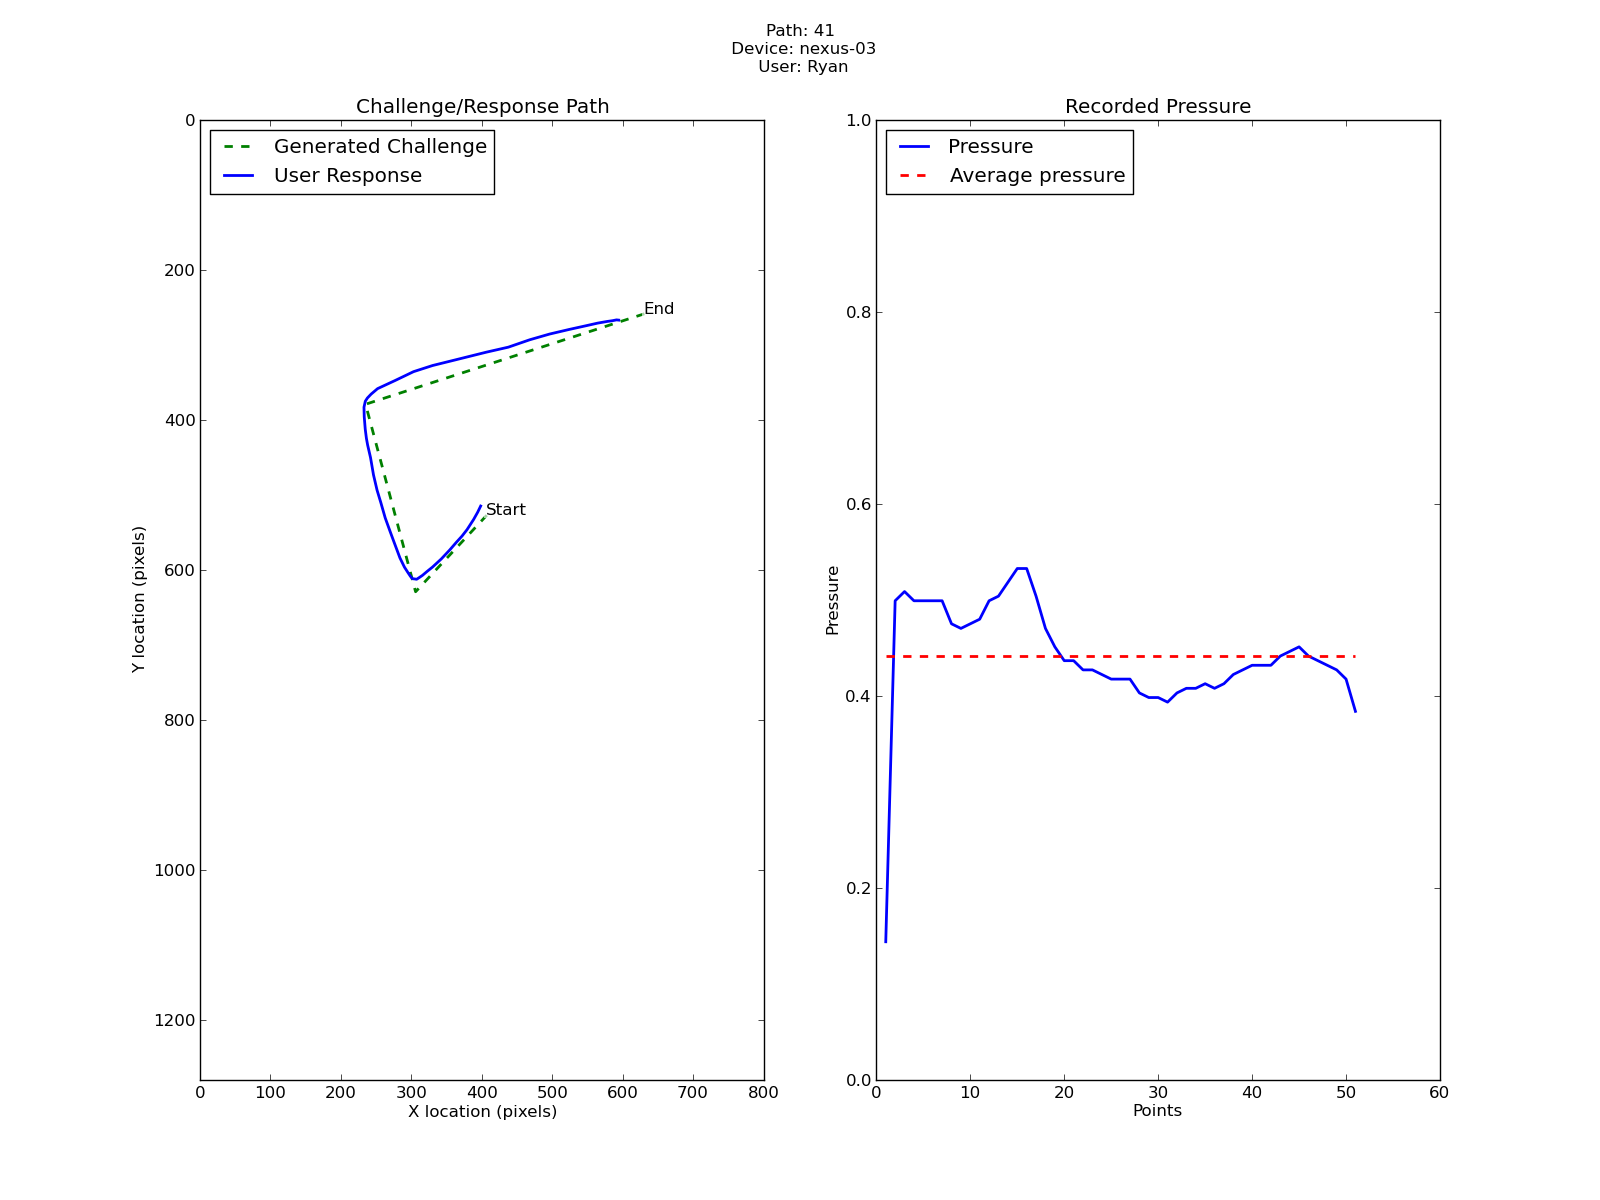 Path: 41
Device: nexus-03
User: Ryan
Challenge/Response Path
Generated Challenge
User Response
0
200
400
600
800
1000
1200
Y location (pixels)
End
Start
0 100 200 300 400 500 600 700 800
X location (pixels)
Recorded Pressure
Pressure
Average pressure
1.0
0.8
0.6
0.4
0.2
0.0
Pressure
0 10 20 30 40 50 60
Points